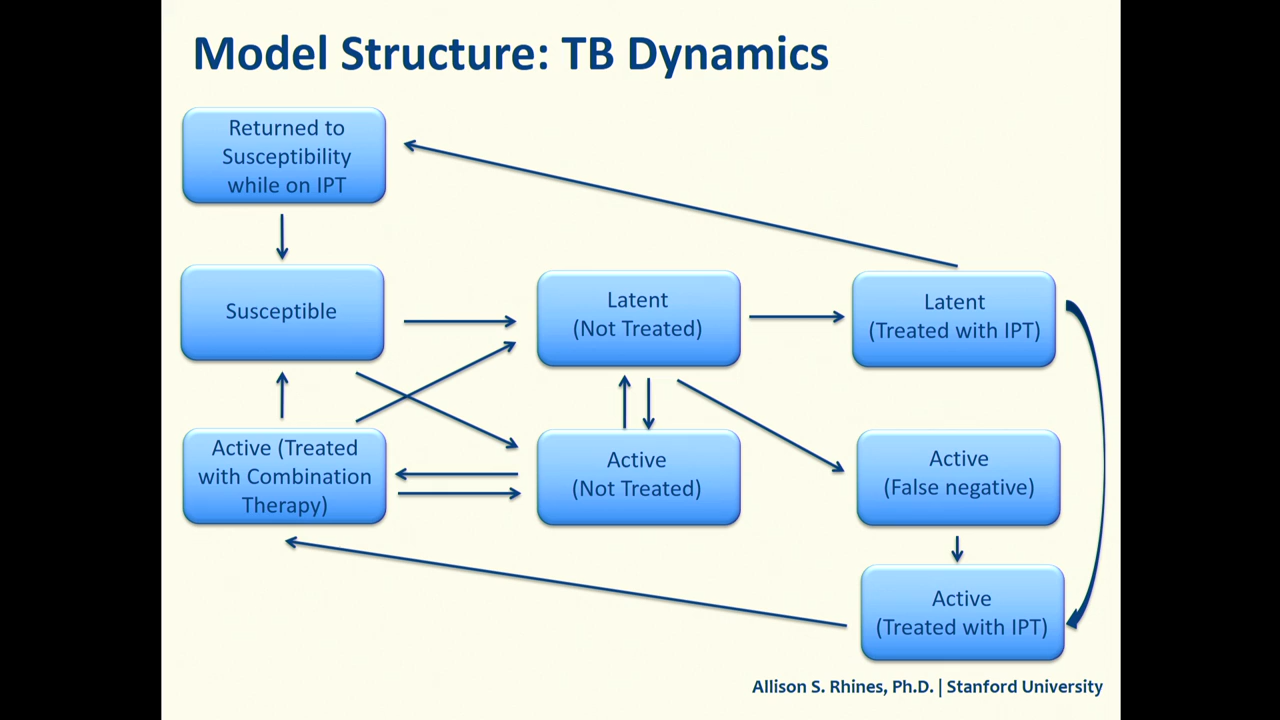 Model Structure: TB Dynamics
Returned to
Susceptibility
while on IPT
Susceptible
Latent
(Not Treated)
Latent
(Treated with IPT)
Active (Treated
with Combination
Therapy)
Active
(Not Treated)
Active
(False negative)
Active
(Treated with IPT)
Allison S. Rhines, Ph.D. | Stanford University